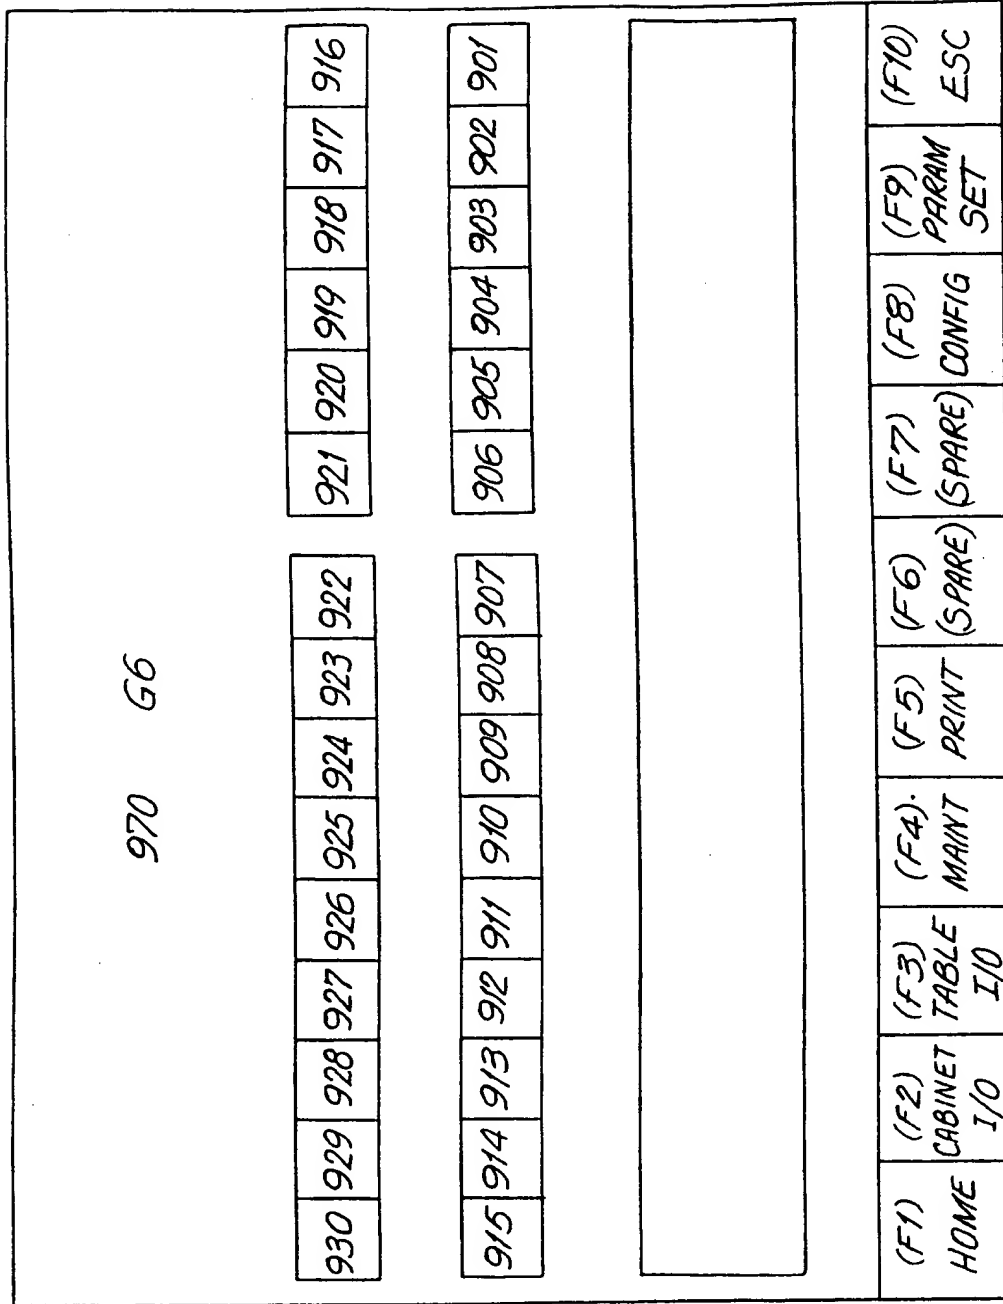 970 G6
930 929 928 927 926 925 924 923 922 921 920 919 918 917 916
915 914 913 912 911 910 909 908 907 906 905 904 903 902 901
(F1) (F2) (F3) (F4). (F5) (F6) (F7) (F8) (F9) (F10)
HOME CABINET TABLE MAINT PRINT (SPARE) (SPARE) CONFIG PARAM ESC
I/O I/O SET